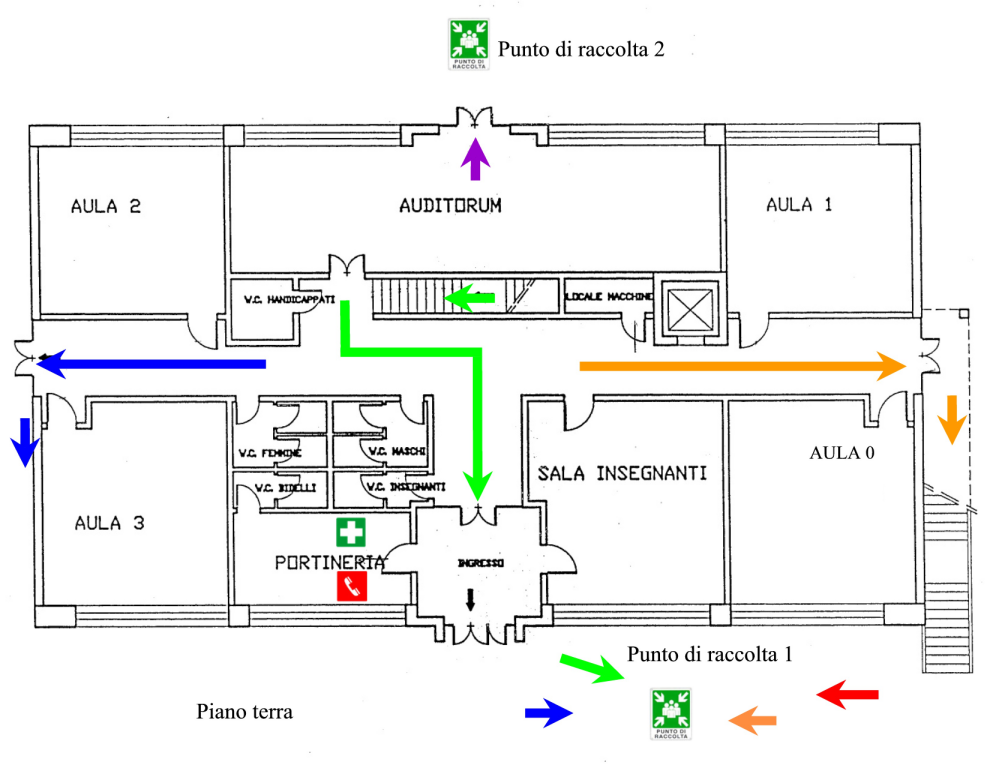 PUNTO DI
RACCOLTA
Punto di raccolta 2
AULA 2
AUDITORUM
AULA 1
W.C. HANDICAPPATI
LOCALE MACCHINE
W.C. FEMMINE
W.C. MASCHI
AULA 0
SALA INSEGNANTI
W.C. BIDELLI
W.C. INSEGNANTI
AULA 3
PORTINERIA
INGRESSO
Punto di raccolta 1
Piano terra
PUNTO DI
RACCOLTA